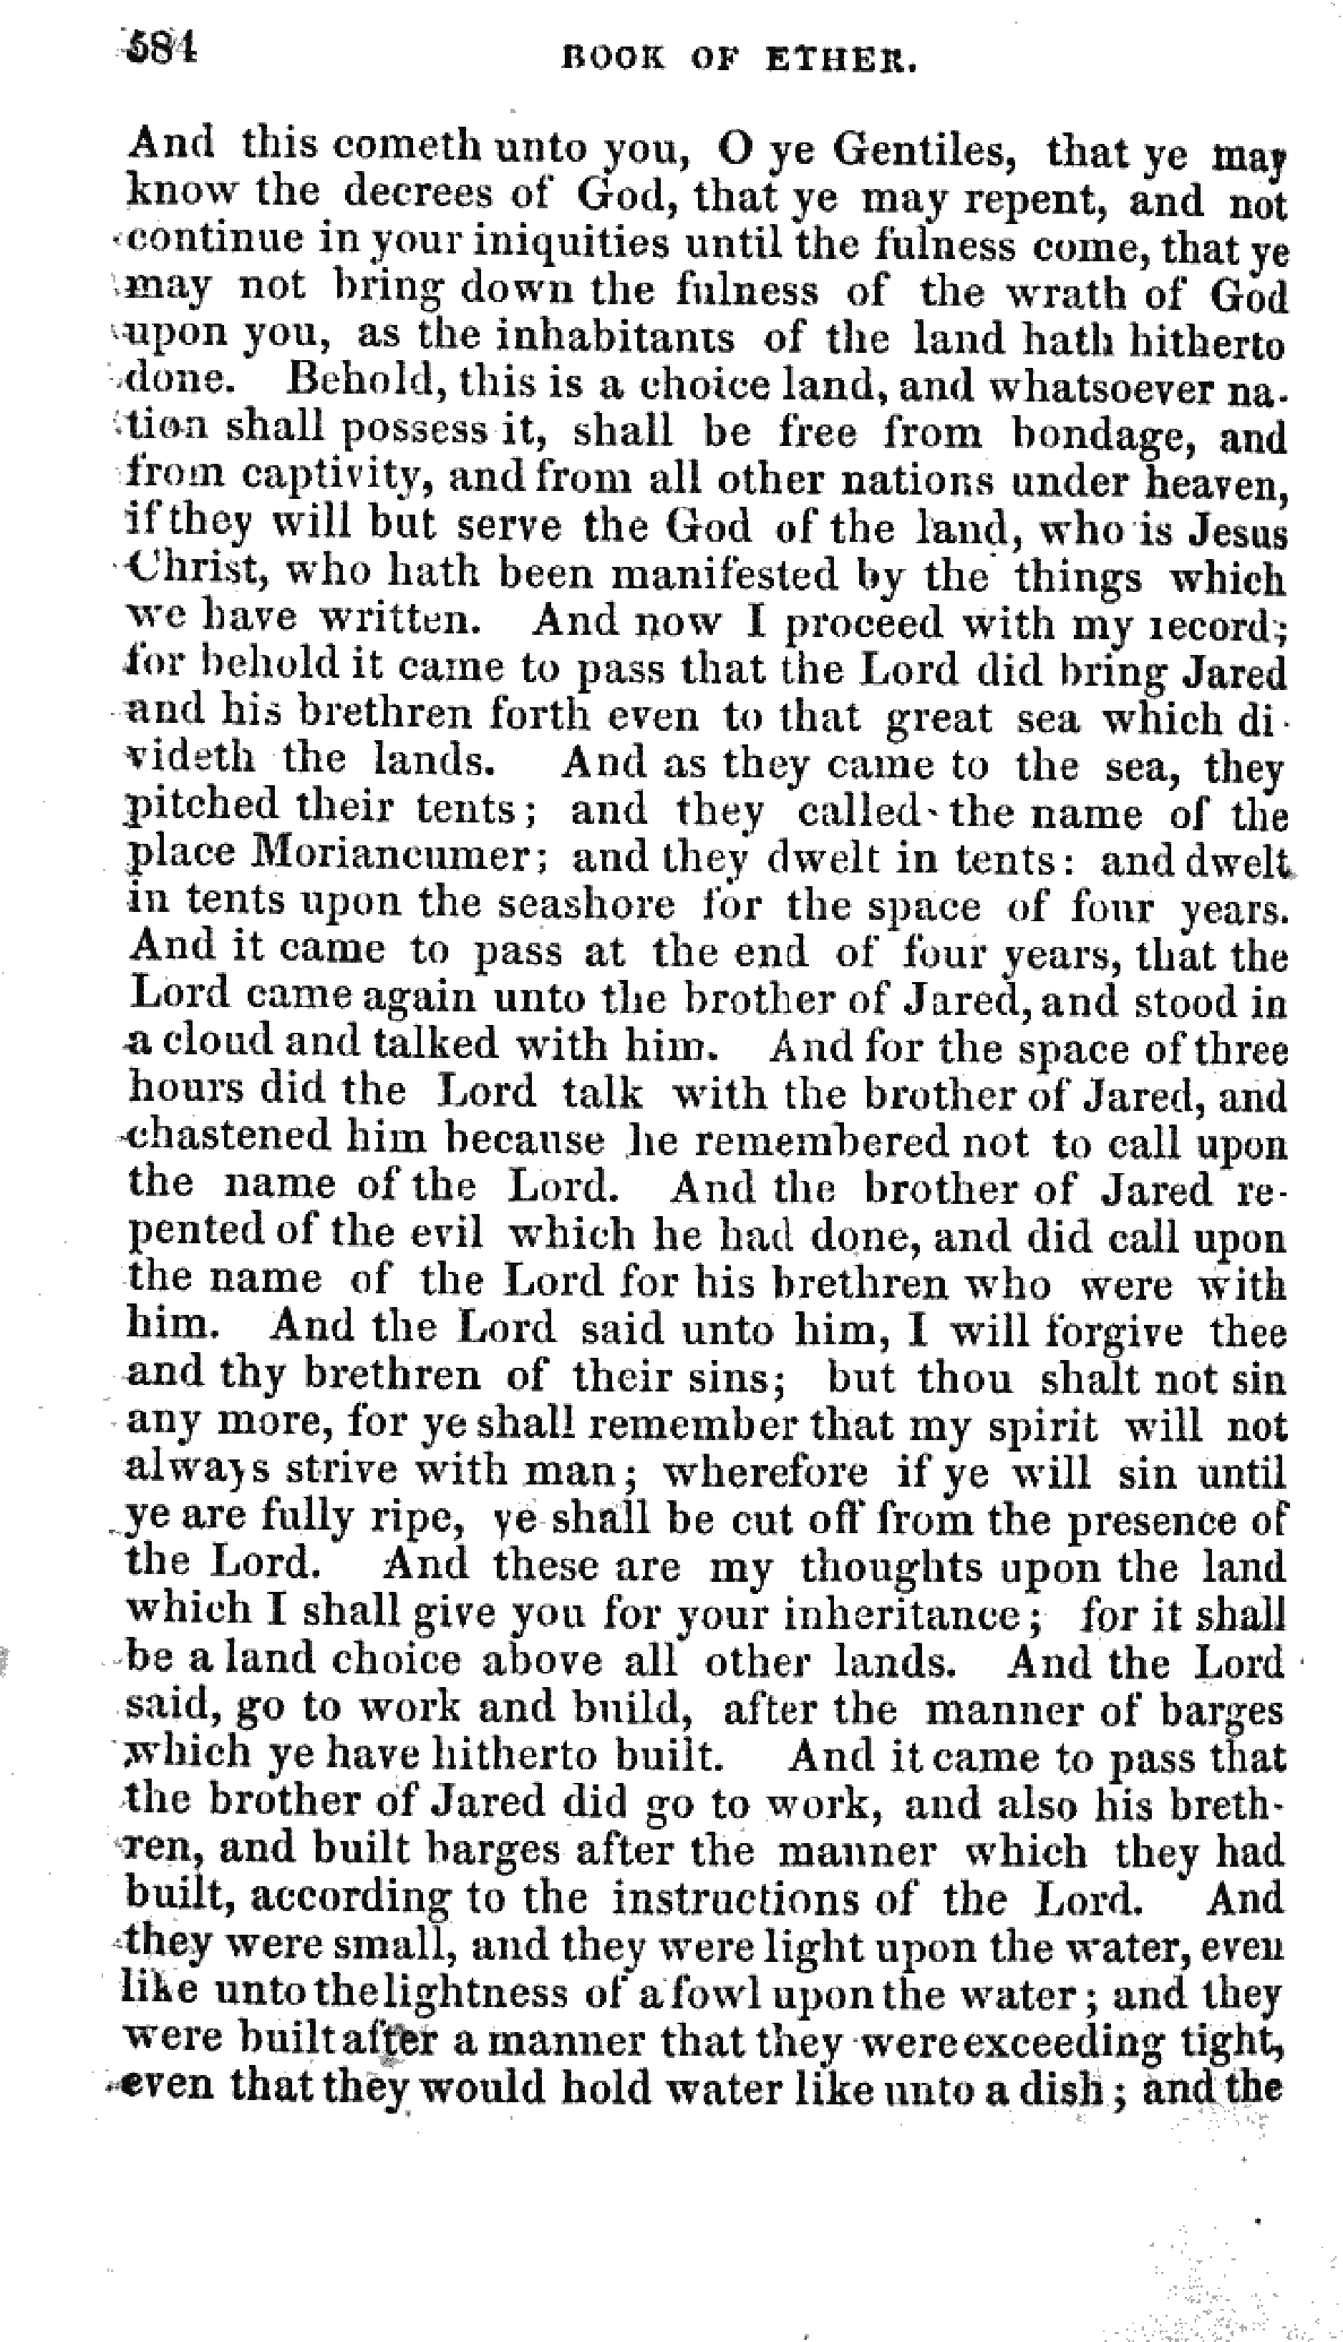 584
BOOK OF ETHER.
And this cometh unto you, O ye Gentiles, that ye may
know the decrees of God, that ye may repent, and not
continue in your iniquities until the fulness come, that ye
may not bring down the fulness of the wrath of God
upon you, as the inhabitants of the land hath hitherto
done. Behold, this is a choice land, and whatsoever na-
tion shall possess it, shall be free from bondage, and
from captivity, and from all other nations under heaven,
if they will but serve the God of the land, who is Jesus
Christ, who hath been manifested by the things which
we have written. And now I proceed with my record;
for behold it came to pass that the Lord did bring Jared
and his brethren forth even to that great sea which di-
videth the lands. And as they came to the sea, they
pitched their tents; and they called the name of the
place Moriancumer; and they dwelt in tents: and dwelt
in tents upon the seashore for the space of four years.
And it came to pass at the end of four years, that the
Lord came again unto the brother of Jared, and stood in
a cloud and talked with him. And for the space of three
hours did the Lord talk with the brother of Jared, and
chastened him because he remembered not to call upon
the name of the Lord. And the brother of Jared re-
pented of the evil which he had done, and did call upon
the name of the Lord for his brethren who were with
him. And the Lord said unto him, I will forgive thee
and thy brethren of their sins; but thou shalt not sin
any more, for ye shall remember that my spirit will not
always strive with man; wherefore if ye will sin until
ye are fully ripe, ye shall be cut off from the presence of
the Lord. And these are my thoughts upon the land
which I shall give you for your inheritance; for it shall
be a land choice above all other lands. And the Lord
said, go to work and build, after the manner of barges
which ye have hitherto built. And it came to pass that
the brother of Jared did go to work, and also his breth-
ren, and built barges after the manner which they had
built, according to the instructions of the Lord. And
they were small, and they were light upon the water, even
like unto the lightness of a fowl upon the water; and they
were built after a manner that they were exceeding tight,
even that they would hold water like unto a dish; and the